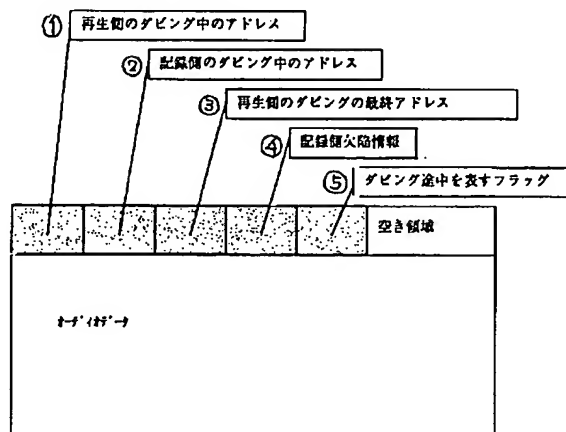 ① 再生側のダビング中のアドレス
② 記録側のダビング中のアドレス
③ 再生側のダビングの最終アドレス
④ 記録側欠陥情報
⑤ ダビング途中を表すフラッグ
空き領域
オーディオデータ